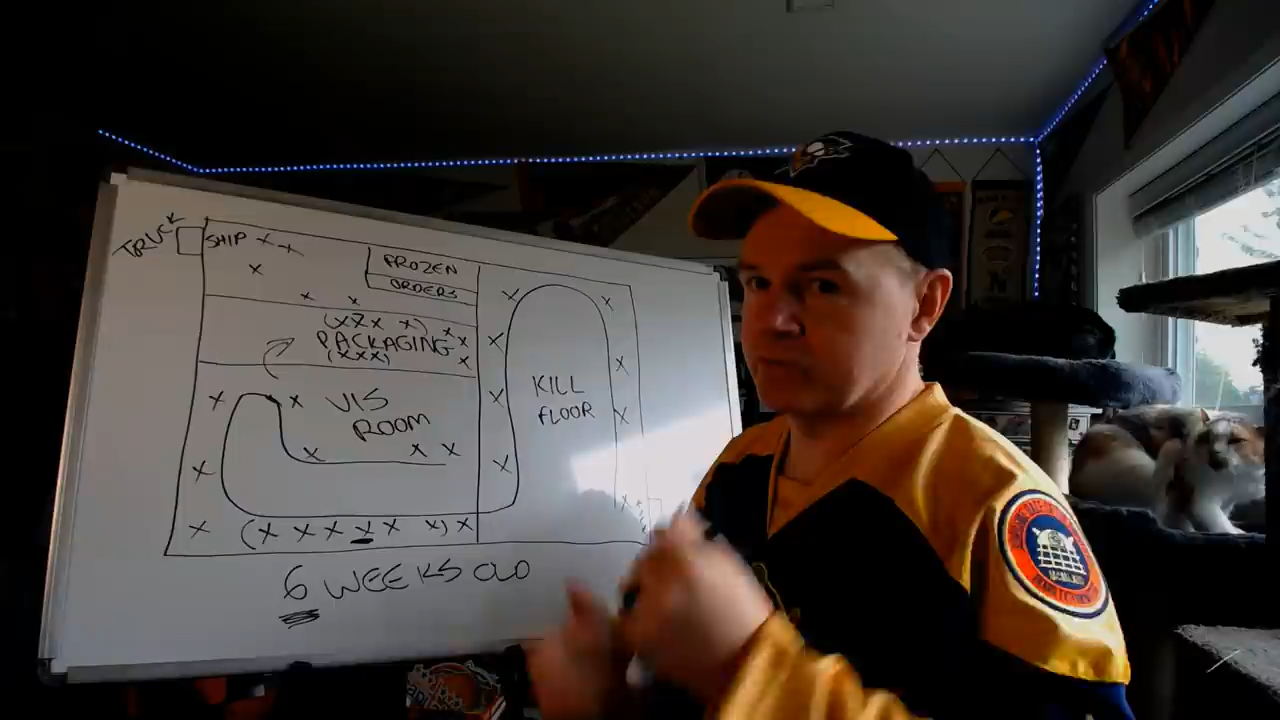 TRUCK
SHIP x x
x
x x
FROZEN
ORDERS
(x x x x) x
PACKAGING x
(x x x) x
VIS
ROOM
KILL
FLOOR
(x x x x x x) x
6 WEEKS OLD